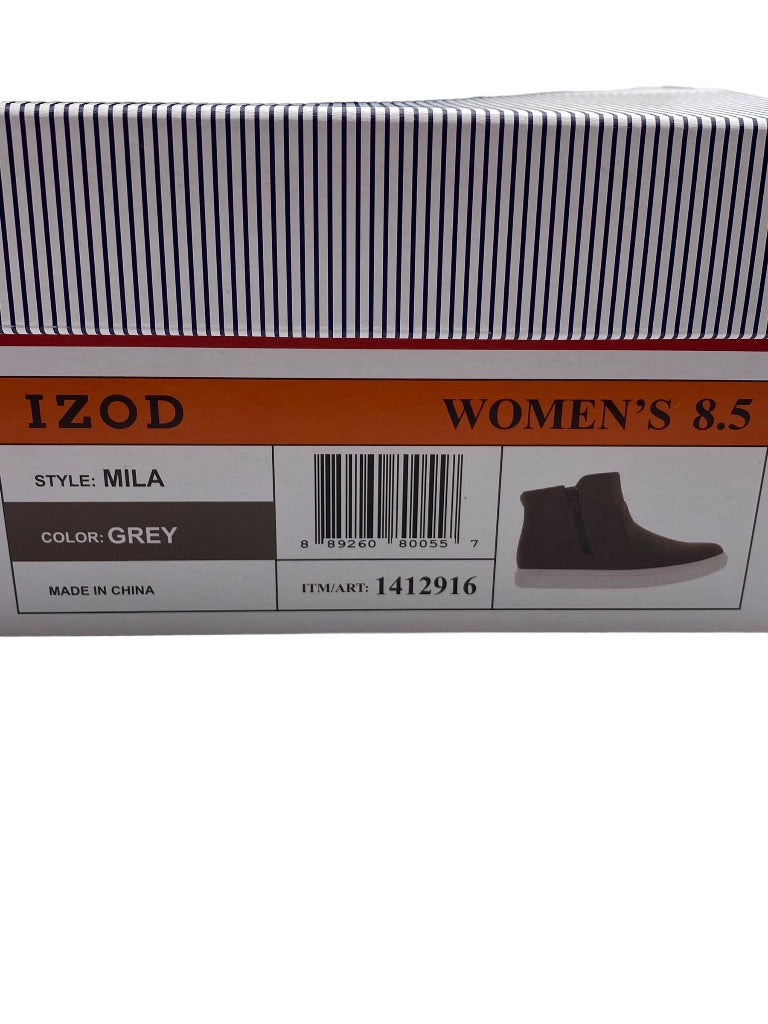 IZOD WOMEN'S 8.5
STYLE: MILA
COLOR: GREY
MADE IN CHINA
8 89260 80055 7
ITM/ART: 1412916